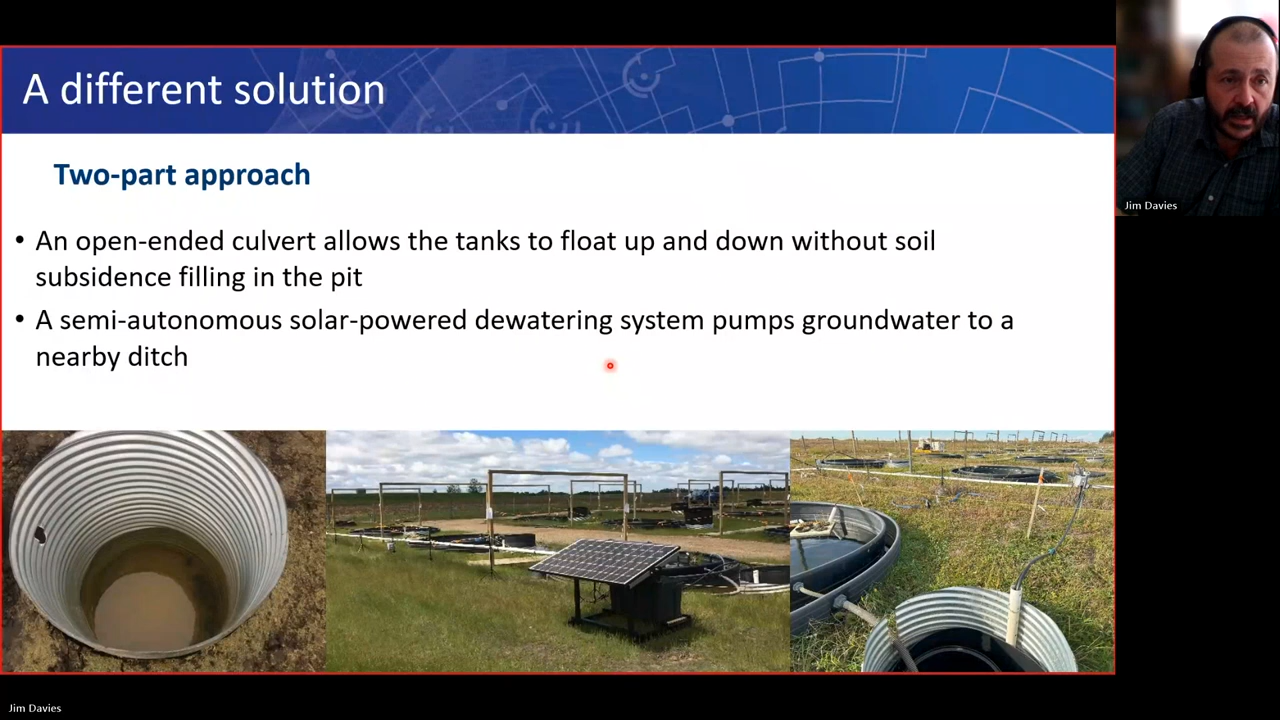 A different solution
Two-part approach
• An open-ended culvert allows the tanks to float up and down without soil
subsidence filling in the pit
• A semi-autonomous solar-powered dewatering system pumps groundwater to a
nearby ditch
Jim Davies
Jim Davies